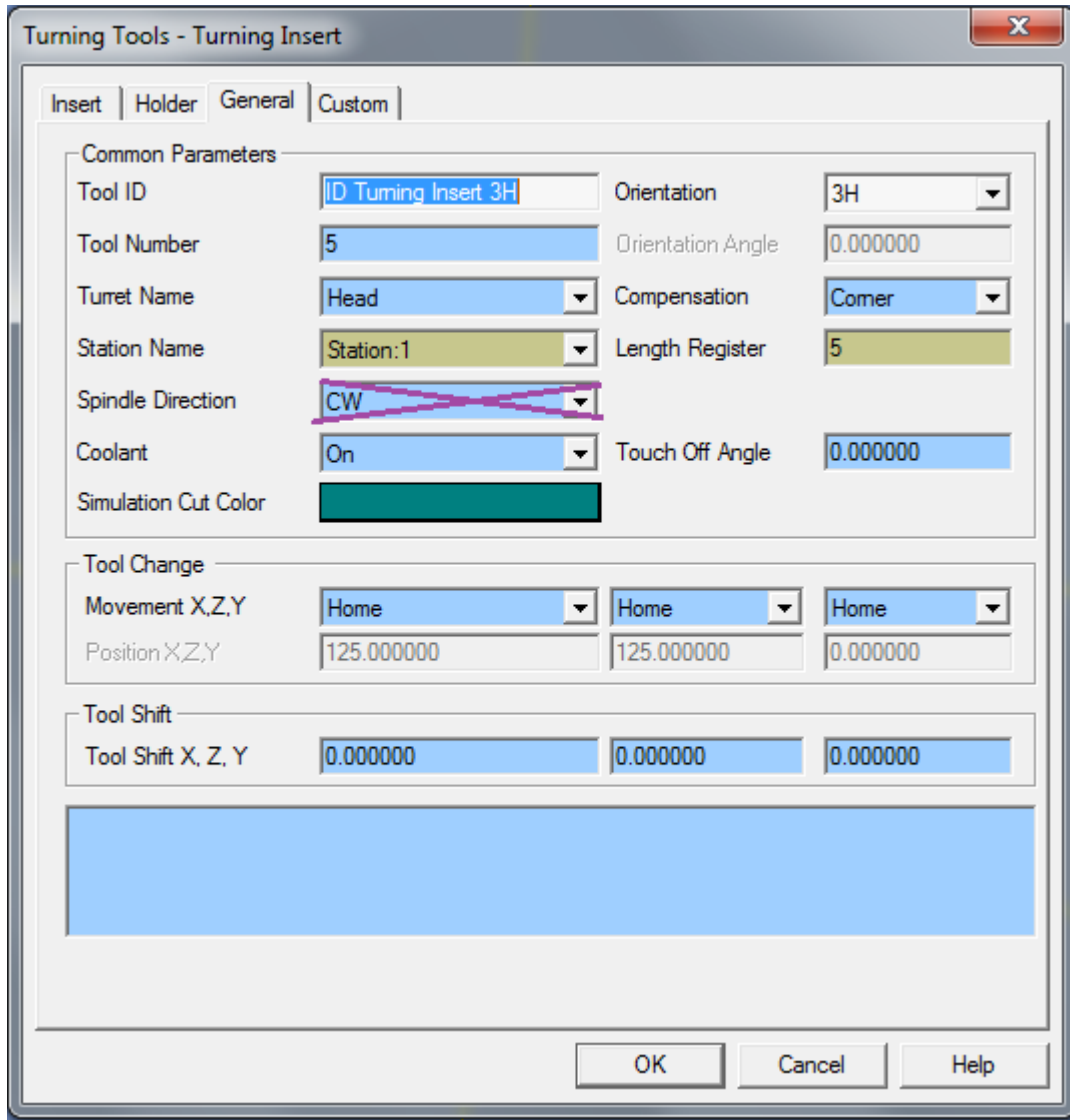 Turning Tools - Turning Insert
Insert Holder General Custom
Common Parameters
Tool ID ID Turning Insert 3H Orientation 3H
Tool Number 5 Orientation Angle 0.000000
Turret Name Head Compensation Corner
Station Name Station:1 Length Register 5
Spindle Direction CW
Coolant On Touch Off Angle 0.000000
Simulation Cut Color
Tool Change
Movement X,Z,Y Home Home Home
Position X,Z,Y 125.000000 125.000000 0.000000
Tool Shift
Tool Shift X, Z, Y 0.000000 0.000000 0.000000
OK Cancel Help